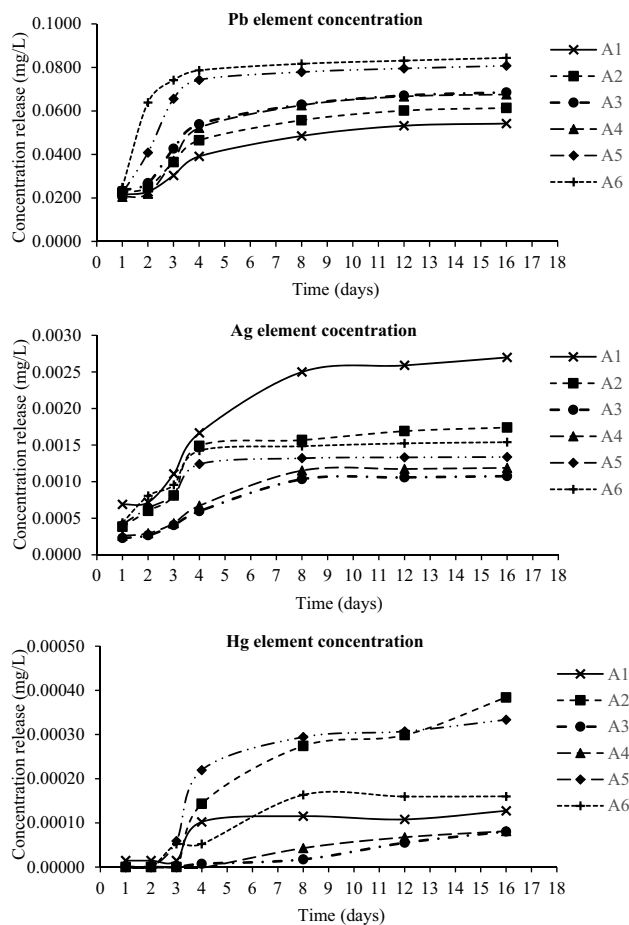 Pb element concentration
Concentration release (mg/L)
0.1000
0.0800
0.0600
0.0400
0.0200
0.0000
0 1 2 3 4 5 6 7 8 9 10 11 12 13 14 15 16 17 18
Time (days)
A1
A2
A3
A4
A5
A6
Ag element cocentration
Concentration release (mg/L)
0.0030
0.0025
0.0020
0.0015
0.0010
0.0005
0.0000
0 1 2 3 4 5 6 7 8 9 10 11 12 13 14 15 16 17 18
Time (days)
A1
A2
A3
A4
A5
A6
Hg element concentration
Concentration release (mg/L)
0.00050
0.00040
0.00030
0.00020
0.00010
0.00000
0 1 2 3 4 5 6 7 8 9 10 11 12 13 14 15 16 17 18
Time (days)
A1
A2
A3
A4
A5
A6